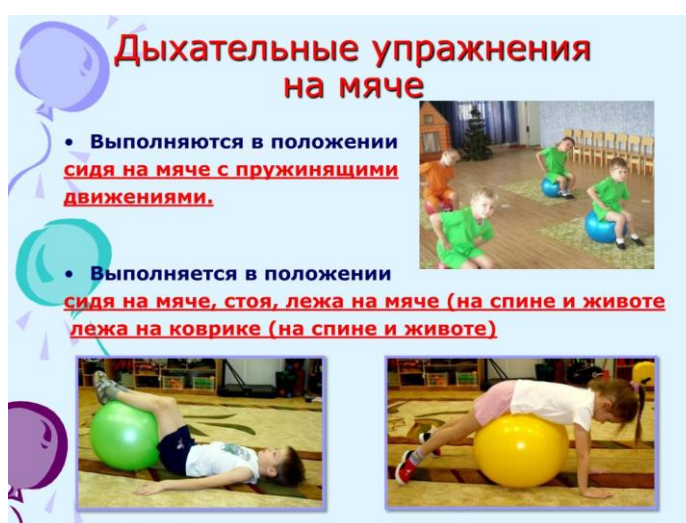 Дыхательные упражнения
на мяче
• Выполняются в положении
сидя на мяче с пружинящими
движениями.
• Выполняется в положении
сидя на мяче, стоя, лежа на мяче (на спине и животе
лежа на коврике (на спине и животе)